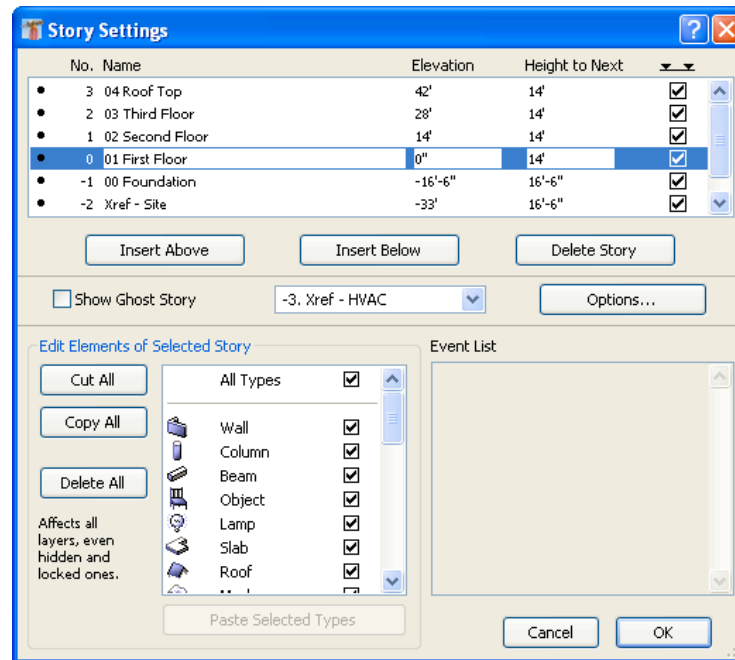 Story Settings
No. Name Elevation Height to Next
3 04 Roof Top 42' 14'
2 03 Third Floor 28' 14'
1 02 Second Floor 14' 14'
0 01 First Floor 0" 14'
-1 00 Foundation -16'-6" 16'-6"
-2 Xref - Site -33' 16'-6"
Insert Above Insert Below Delete Story
Show Ghost Story -3. Xref - HVAC Options...
Edit Elements of Selected Story Event List
Cut All All Types
Copy All Wall
Column
Delete All Beam
Object
Affects all layers, even hidden and locked ones.
Lamp
Slab
Roof
Paste Selected Types
Cancel OK